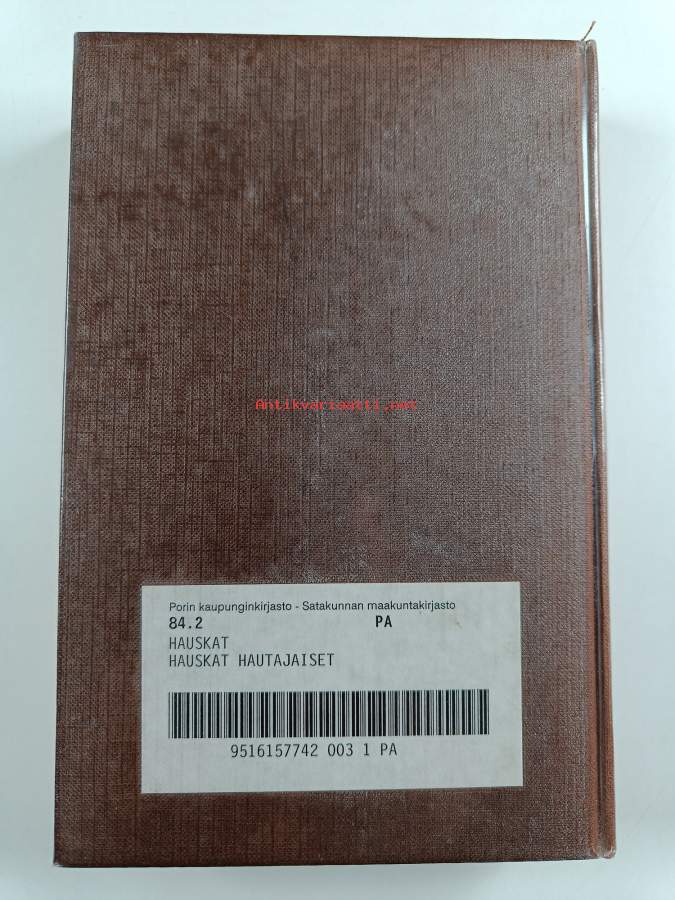 Antikvariaatti.net
Porin kaupunginkirjasto - Satakunnan maakuntakirjasto
84.2 PA
HAUSKAT
HAUSKAT HAUTAJAISET
9516157742 003 1 PA